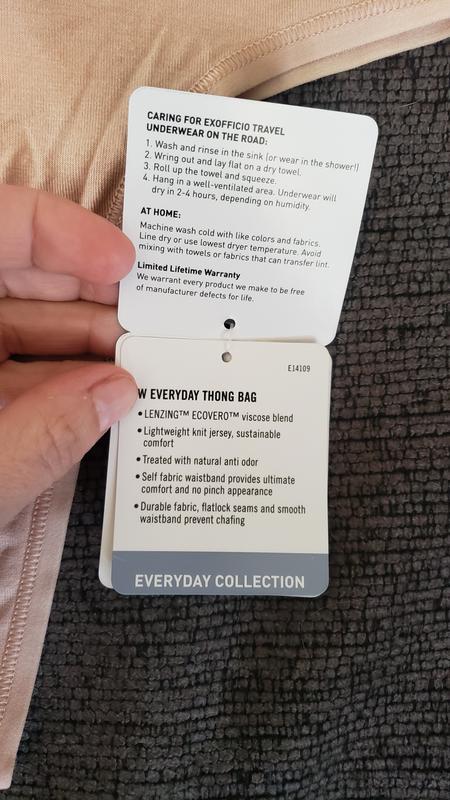 CARING FOR EXOFFICIO TRAVEL
UNDERWEAR ON THE ROAD:
1. Wash and rinse in the sink (or wear in the shower!)
2. Wring out and lay flat on a dry towel.
3. Roll up the towel and squeeze.
4. Hang in a well-ventilated area. Underwear will
dry in 2-4 hours, depending on humidity.
AT HOME:
Machine wash cold with like colors and fabrics.
Line dry or use lowest dryer temperature. Avoid
mixing with towels or fabrics that can transfer lint.
Limited Lifetime Warranty
We warrant every product we make to be free
of manufacturer defects for life.
E14109
W EVERYDAY THONG BAG
• LENZING™ ECOVERO™ viscose blend
• Lightweight knit jersey, sustainable
comfort
• Treated with natural anti odor
• Self fabric waistband provides ultimate
comfort and no pinch appearance
• Durable fabric, flatlock seams and smooth
waistband prevent chafing
EVERYDAY COLLECTION